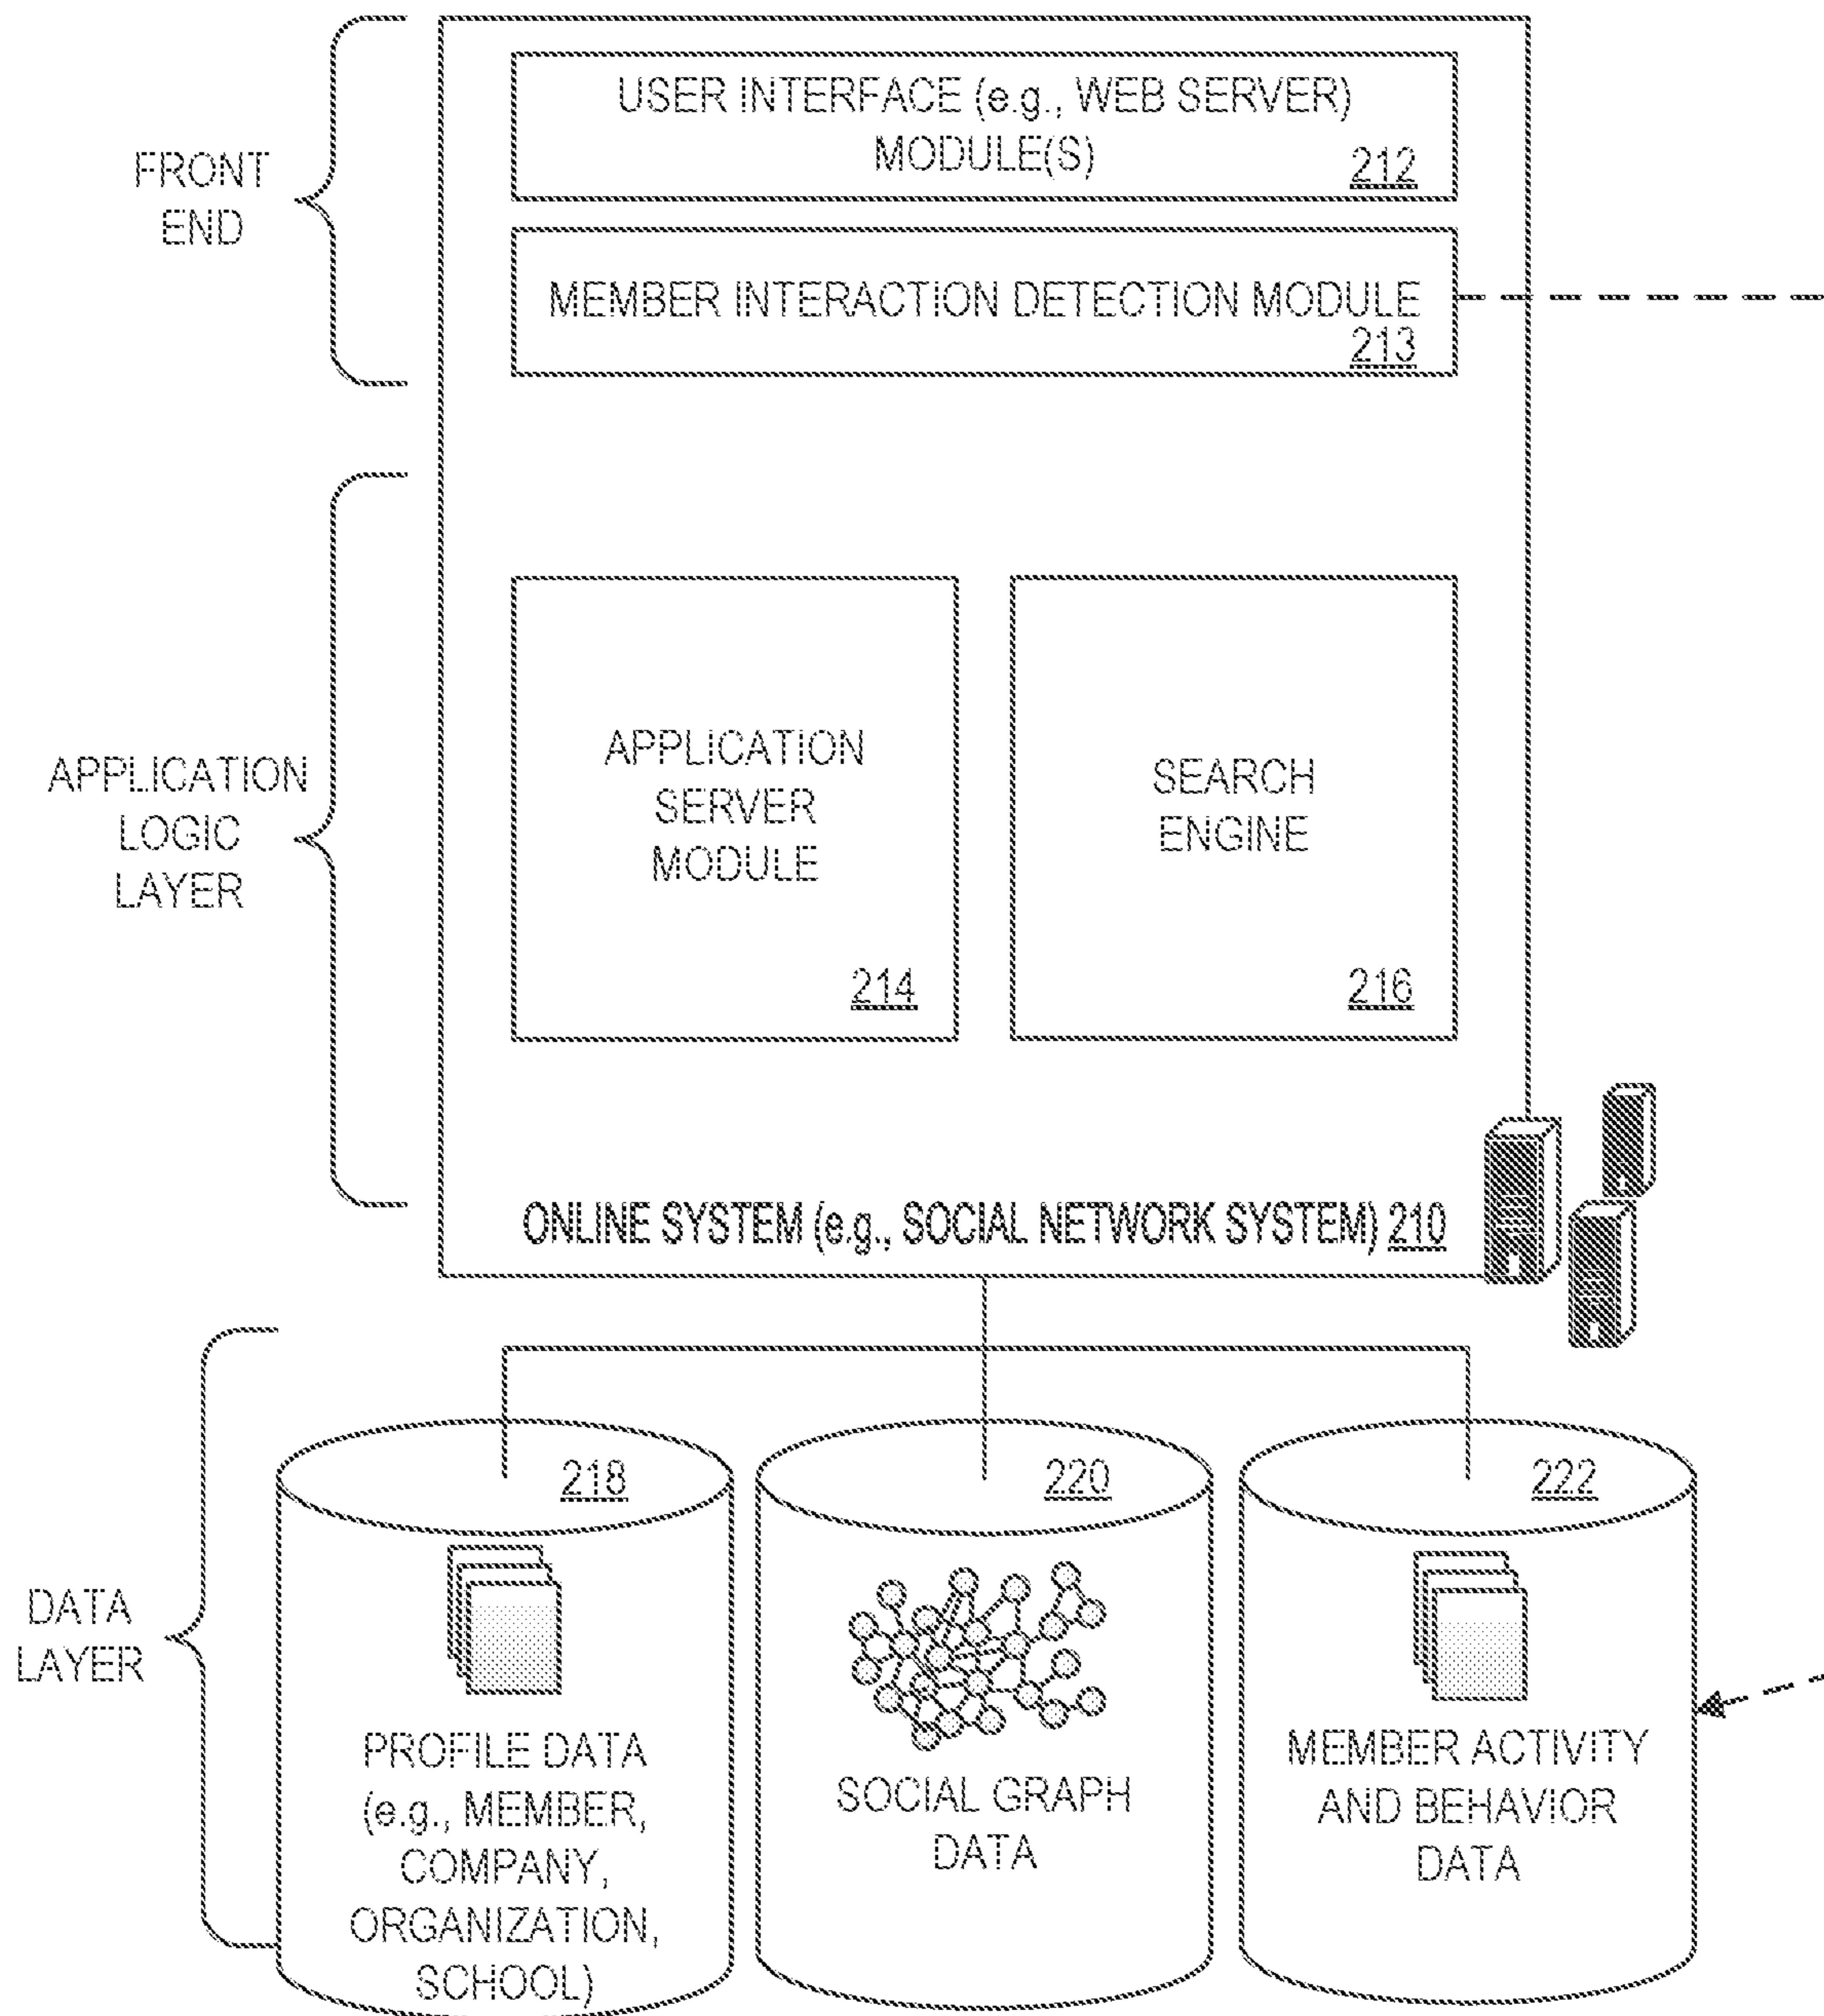 FRONT
END
USER INTERFACE (e.g., WEB SERVER)
MODULE(S)
212
MEMBER INTERACTION DETECTION MODULE
213
APPLICATION
LOGIC
LAYER
APPLICATION
SERVER
MODULE
214
SEARCH
ENGINE
216
ONLINE SYSTEM (e.g., SOCIAL NETWORK SYSTEM) 210
DATA
LAYER
218
PROFILE DATA
(e.g., MEMBER,
COMPANY,
ORGANIZATION,
SCHOOL)
220
SOCIAL GRAPH
DATA
222
MEMBER ACTIVITY
AND BEHAVIOR
DATA